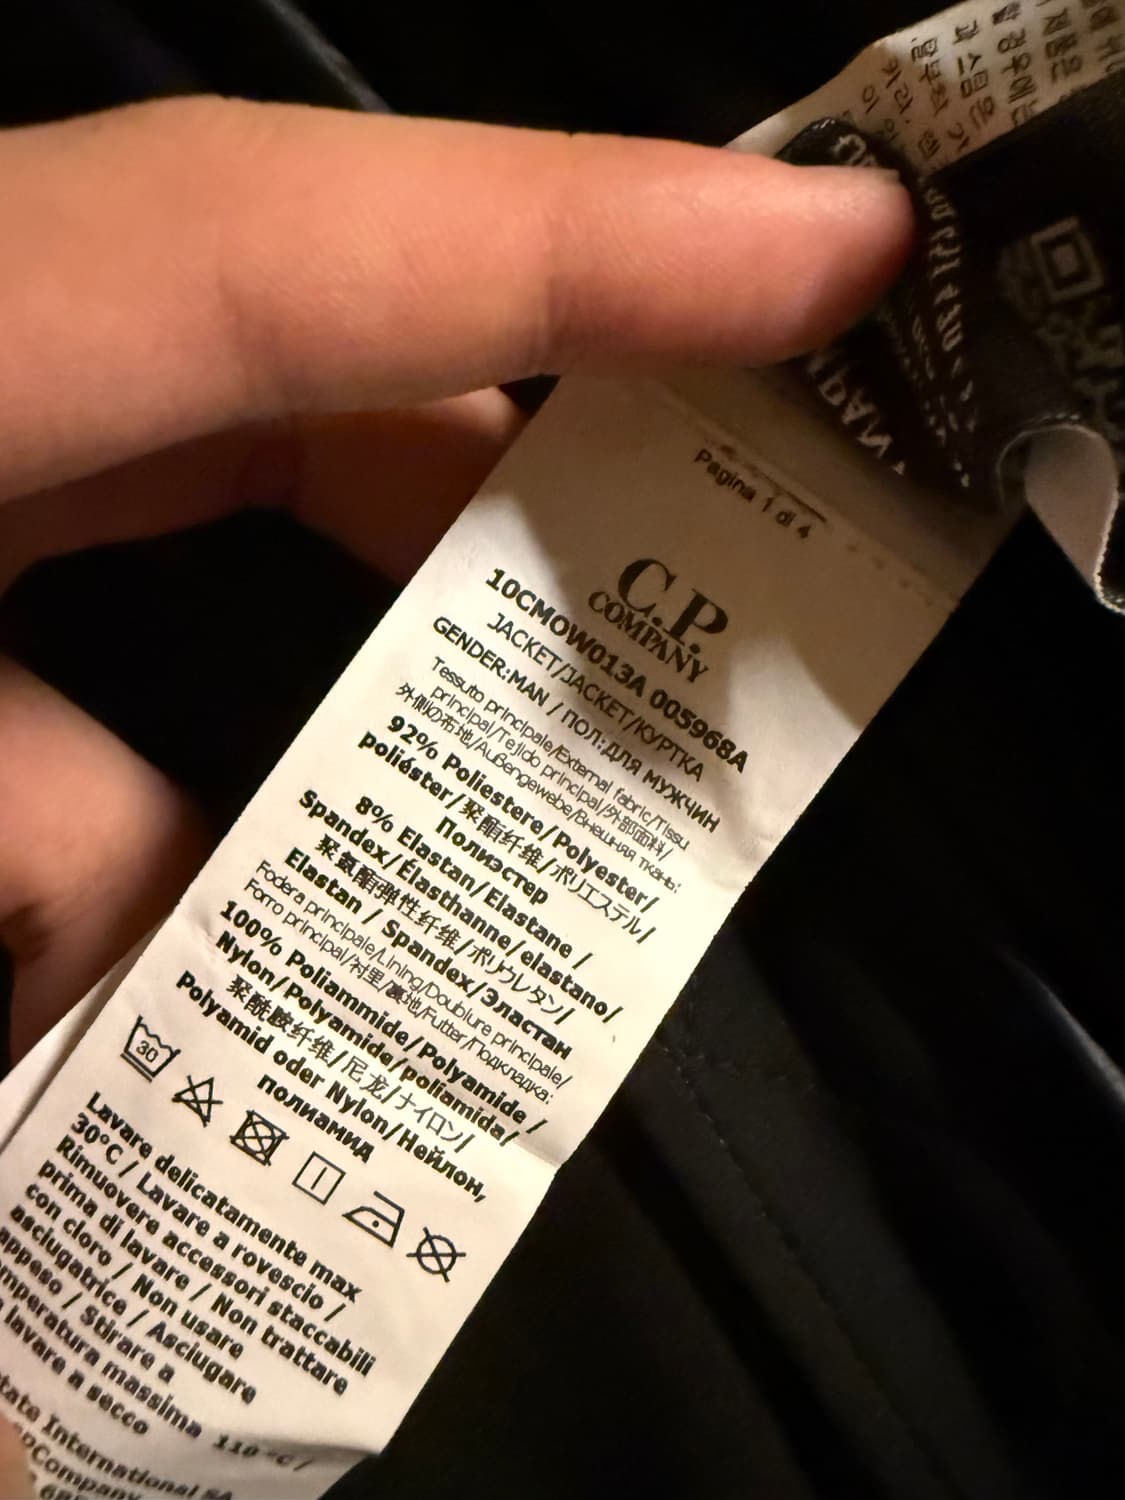 Pagina 1 di 4
C.P.
COMPANY
10CMOW013A 005968A
JACKET/JACKET/КУРТКА
GENDER:MAN / ПОЛ:ДЛЯ МУЖЧИН
Tessuto principale/External fabric/Tissu
principal/Tejido principal/外部面料/
外側の布地/Außengewebe/Внешняя ткань:
92% Poliestere/Polyester/
poliéster/聚酯纤维/ポリエステル/
Полиэстер
8% Elastan/Elastane /
Spandex/Élasthanne/elastano/
聚氨酯弹性纤维/ポリウレタン/
Elastan / Spandex/Эластан
Fodera principale/Lining/Doublure principale/
Forro principal/衬里/裏地/Futter/Подкладка:
100% Poliammide/Polyamide /
Nylon/Polyamide/poliamida/
聚酰胺纤维/尼龙/ナイロン/
Polyamid oder Nylon/Нейлон,
полиамид
30
Lavare delicatamente max
30°C / Lavare a rovescio /
Rimuovere accessori staccabili
prima di lavare / Non trattare
con cloro / Non usare
asciugatrice / Asciugare
appeso / Stirare a
temperatura massima 110 °C /
lavare a secco
International SA
Company